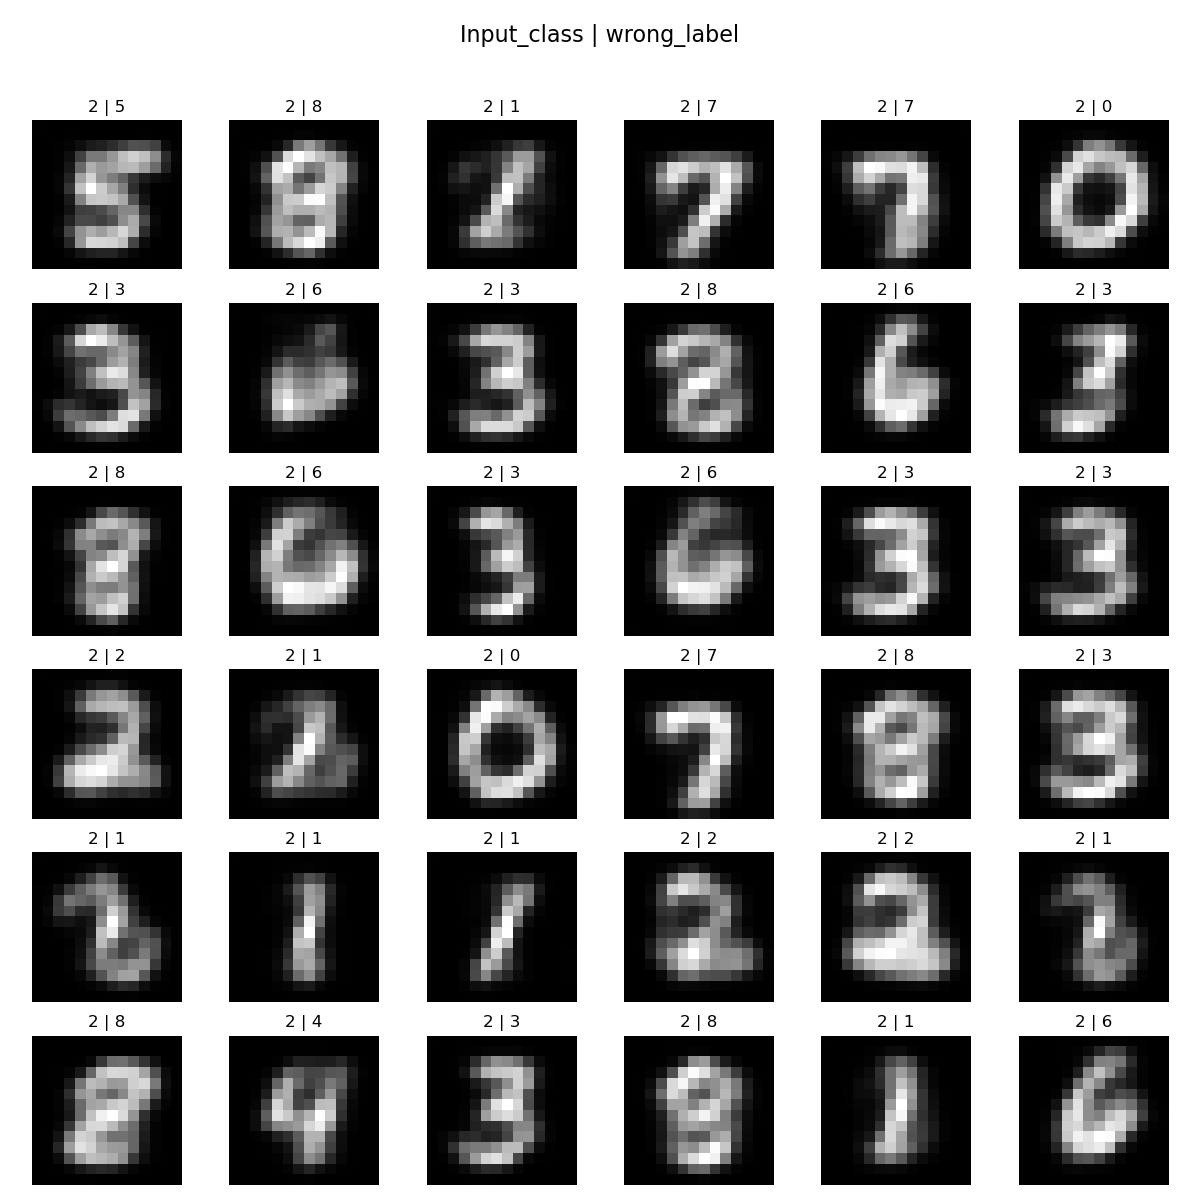 Input_class | wrong_label
2 | 5 2 | 8 2 | 1 2 | 7 2 | 7 2 | 0
2 | 3 2 | 6 2 | 3 2 | 8 2 | 6 2 | 3
2 | 8 2 | 6 2 | 3 2 | 6 2 | 3 2 | 3
2 | 2 2 | 1 2 | 0 2 | 7 2 | 8 2 | 3
2 | 1 2 | 1 2 | 1 2 | 2 2 | 2 2 | 1
2 | 8 2 | 4 2 | 3 2 | 8 2 | 1 2 | 6